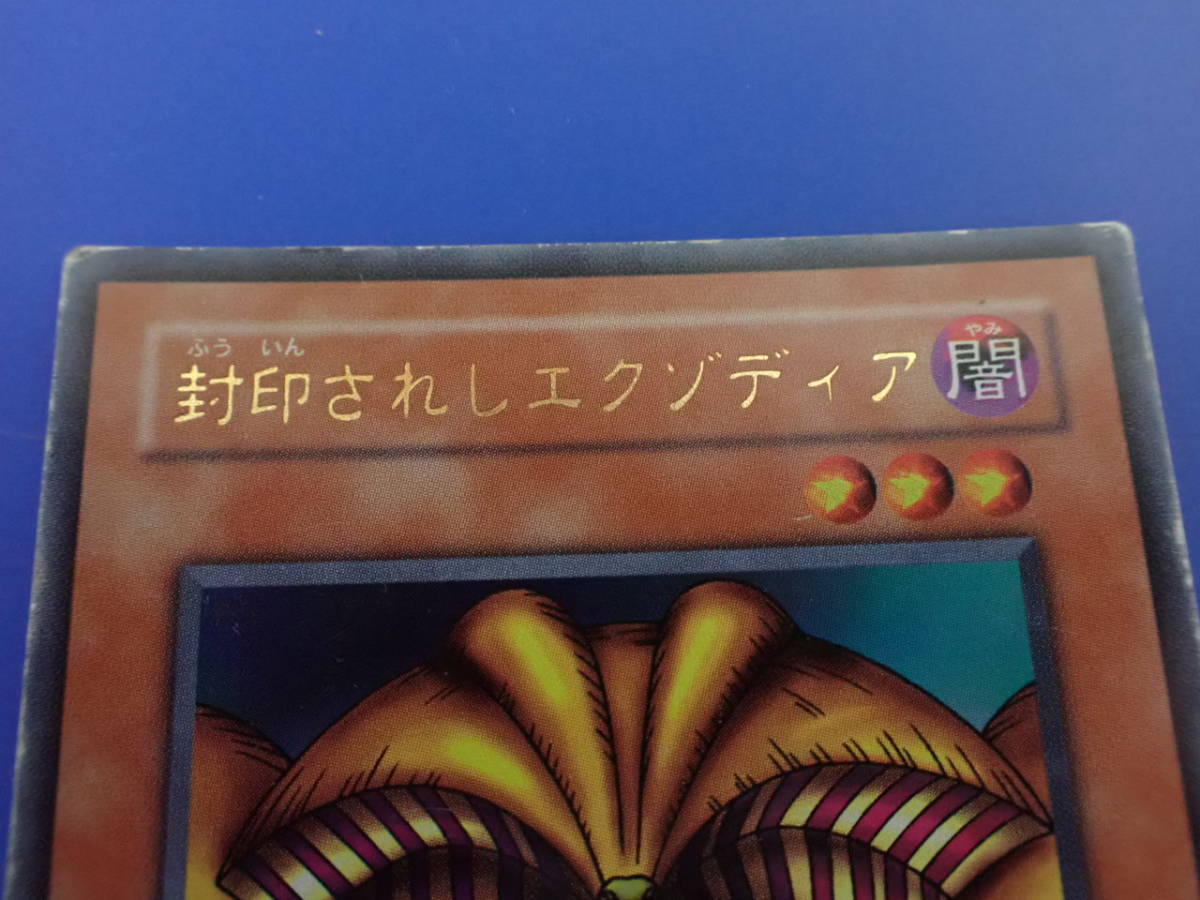 ふう いん
封印されしエクゾディア
やみ
闇